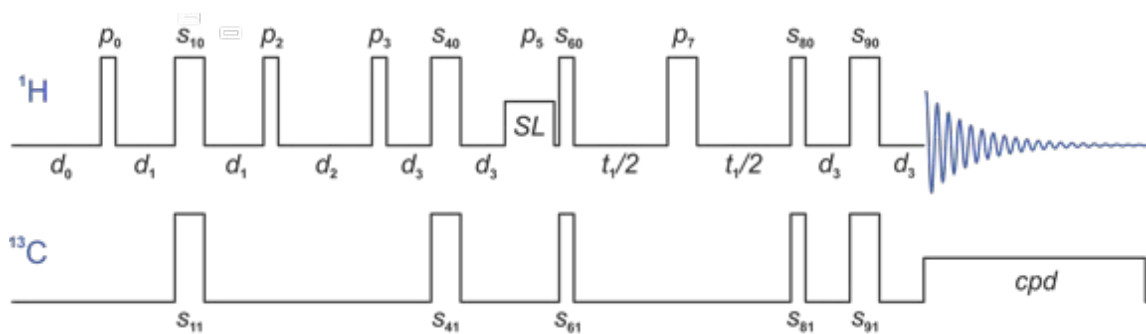 p₀ s₁₀ p₂ p₃ s₄₀ p₅ s₆₀ p₇ s₈₀ s₉₀
¹H
SL
d₀ d₁ d₁ d₂ d₃ d₃ t₁/2 t₁/2 d₃ d₃
¹³C
cpd
s₁₁ s₄₁ s₆₁ s₈₁ s₉₁